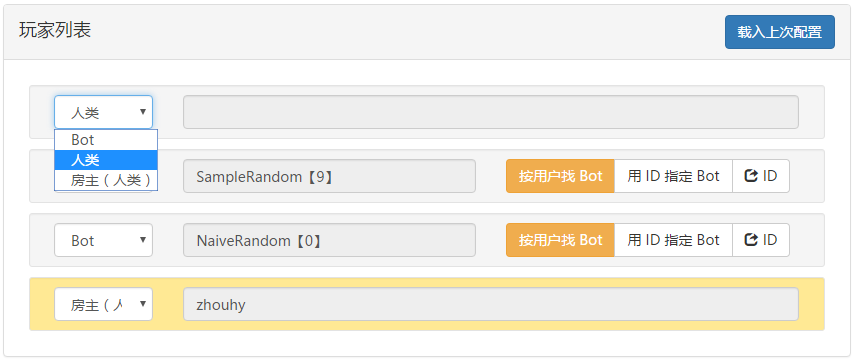 玩家列表
载入上次配置
人类
Bot
人类
房主（人类）
SampleRandom【9】 按用户找 Bot 用 ID 指定 Bot ID
Bot NaiveRandom【0】 按用户找 Bot 用 ID 指定 Bot ID
房主（人 zhouhy